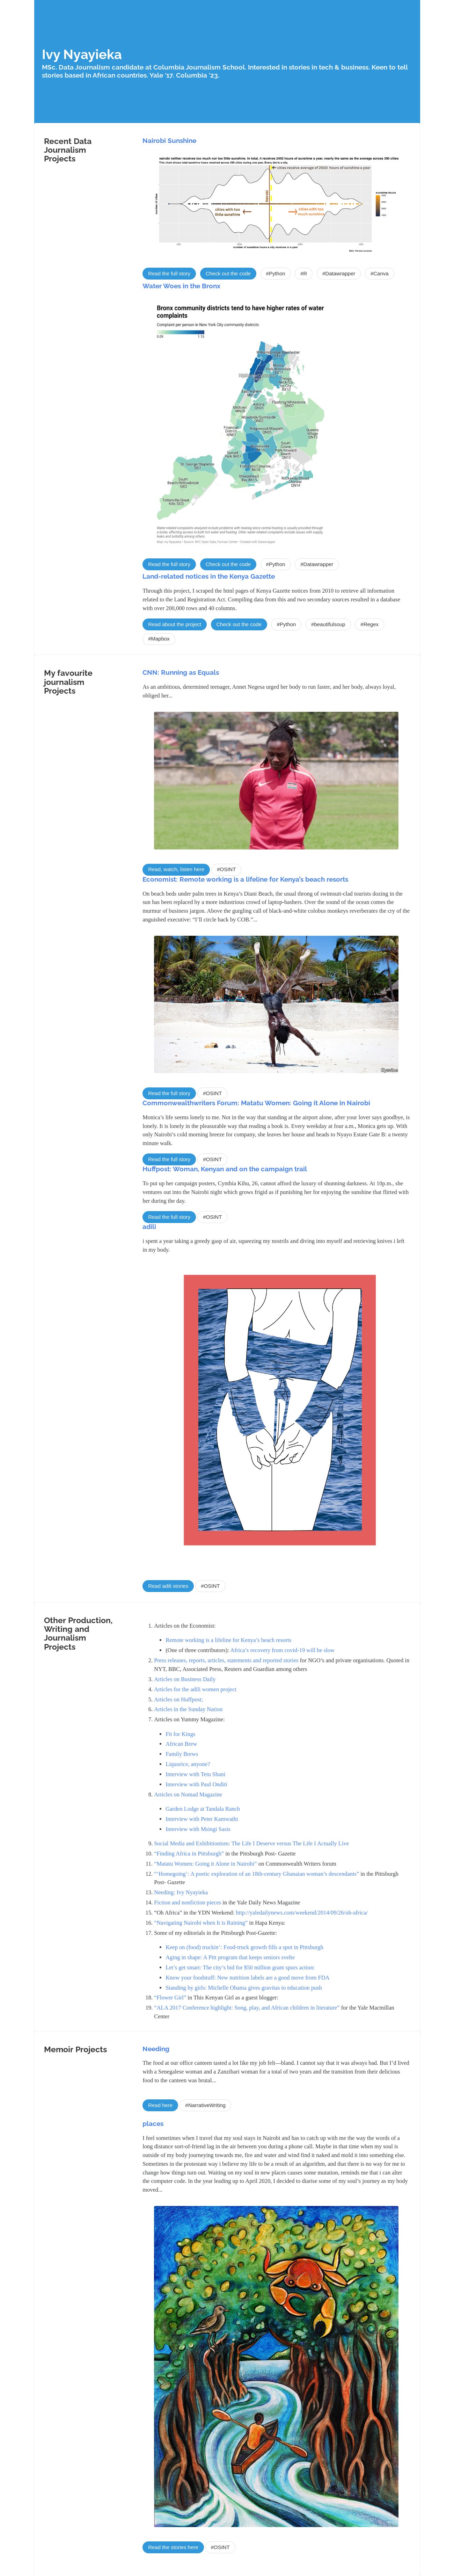 Ivy Nyayieka
MSc. Data Journalism candidate at Columbia Journalism School. Interested in stories in tech & business. Keen to tell
stories based in African countries. Yale '17. Columbia '23.
Recent Data
Journalism
Projects
Nairobi Sunshine
nairobi neither receives too much nor too little sunshine. in total, it receives 2002 hours of sunshine a year, nearly the same as the average across 390 cities
cities receive average of 2020 hours of sunshine a year
cities with too
little sunshine
cities with too
much sunshine
number of sunshine hours a city receives in a year
Read the full story
Check out the code
#Python
#R
#Datawrapper
#Canva
Water Woes in the Bronx
Bronx community districts tend to have higher rates of water
complaints
Complaint per person in New York City community districts
Read the full story
Check out the code
#Python
#Datawrapper
Land-related notices in the Kenya Gazette
Through this project, I scraped the html pages of Kenya Gazette notices from 2010 to retrieve all information
related to the Land Registration Act. Compiling data from this and two secondary sources resulted in a database
with over 200,000 rows and 40 columns.
Read about the project
Check out the code
#Python
#beautifulsoup
#Regex
#Mapbox
My favourite
journalism
Projects
CNN: Running as Equals
As an ambitious, determined teenager, Annet Negesa urged her body to run faster, and her body, always loyal,
obliged her...
Read, watch, listen here
#OSINT
Economist: Remote working is a lifeline for Kenya's beach resorts
On beach beds under palm trees in Kenya's Diani Beach, the usual throng of swimsuit-clad tourists dozing in the
sun has been replaced by a more industrious crowd of laptop-bashers. Over the sound of the ocean comes the
murmur of business jargon. Above the gurgling call of black-and-white colobus monkeys reverberates the cry of the
anguished executive: "I'll circle back by COB."...
Read the full story
#OSINT
Commonwealthwriters Forum: Matatu Women: Going it Alone in Nairobi
Monica's life seems lonely to me. Not in the way that standing at the airport alone, after your lover says goodbye, is
lonely. It is lonely in the pleasurable way that reading a book is. Every weekday at four a.m., Monica gets up. With
only Nairobi's cold morning breeze for company, she leaves her house and heads to Nyayo Estate Gate B: a twenty
minute walk.
Read the full story
#OSINT
Huffpost: Woman, Kenyan and on the campaign trail
To put up her campaign posters, Cynthia Kihu, 26, cannot afford the luxury of shunning darkness. At 10p.m., she
ventures out into the Nairobi night which grows frigid as if punishing her for enjoying the sunshine that flirted with
her during the day.
Read the full story
#OSINT
adili
i spent a year taking a greedy gasp of air, squeezing my nostrils and diving into myself and retrieving knives i left
in my body.
Read adili stories
#OSINT
Other Production,
Writing and
Journalism
Projects
1. Articles on the Economist:
Remote working is a lifeline for Kenya's beach resorts
(One of three contributors): Africa's recovery from covid-19 will be slow
2. Press releases, reports, articles, statements and reported stories for NGO's and private organisations. Quoted in
NYT, BBC, Associated Press, Reuters and Guardian among others
3. Articles on Business Daily
4. Articles for the adili women project
5. Articles on Huffpost;
6. Articles in the Sunday Nation
7. Articles on Yummy Magazine:
Fit for Kings
African Brew
Family Brews
Liquorice, anyone?
Interview with Tetu Shani
Interview with Paul Onditi
8. Articles on Nomad Magazine
Garden Lodge at Tandala Ranch
Interview with Peter Kamwathi
Interview with Msingi Sasis
9. Social Media and Exhibitionism: The Life I Deserve versus The Life I Actually Live
10. "Finding Africa in Pittsburgh" in the Pittsburgh Post- Gazette
11. "Matatu Women: Going it Alone in Nairobi" on Commonwealth Writers forum
12. "'Homegoing': A poetic exploration of an 18th-century Ghanaian woman's descendants" in the Pittsburgh
Post- Gazette
13. Needing: Ivy Nyayieka
14. Fiction and nonfiction pieces in the Yale Daily News Magazine
15. "Oh Africa" in the YDN Weekend: http://yaledailynews.com/weekend/2014/09/26/oh-africa/
16. "Navigating Nairobi when It is Raining" in Hapa Kenya:
17. Some of my editorials in the Pittsburgh Post-Gazette:
Keep on (food) truckin': Food-truck growth fills a spot in Pittsburgh
Aging in shape: A Pitt program that keeps seniors svelte
Let's get smart: The city's bid for $50 million grant spurs action:
Know your foodstuff: New nutrition labels are a good move from FDA
Standing by girls: Michelle Obama gives gravitas to education push
18. "Flower Girl" in This Kenyan Girl as a guest blogger:
19. "ALA 2017 Conference highlight: Song, play, and African children in literature" for the Yale Macmillan
Center
Memoir Projects
Needing
The food at our office canteen tasted a lot like my job felt—bland. I cannot say that it was always bad. But I'd lived
with a Senegalese woman and a Zanzibari woman for a total of two years and the transition from their delicious
food to the canteen was brutal...
Read here
#NarrativeWriting
places
I feel sometimes when I travel that my soul stays in Nairobi and has to catch up with me the way the words of a
long distance sort-of-friend lag in the air between you during a phone call. Maybe in that time when my soul is
outside of my body journeying towards me, fire and water and wind find it naked and mold it into something else.
Sometimes in the protestant way i believe my life to be a result of an algorithm, and that there is no way for me to
change how things turn out. Waiting on my soul in new places causes some mutation, reminds me that i can alter
the computer code. In the year leading up to April 2020, I decided to diarise some of my soul's journey as my body
moved...
Read the stories here
#OSINT